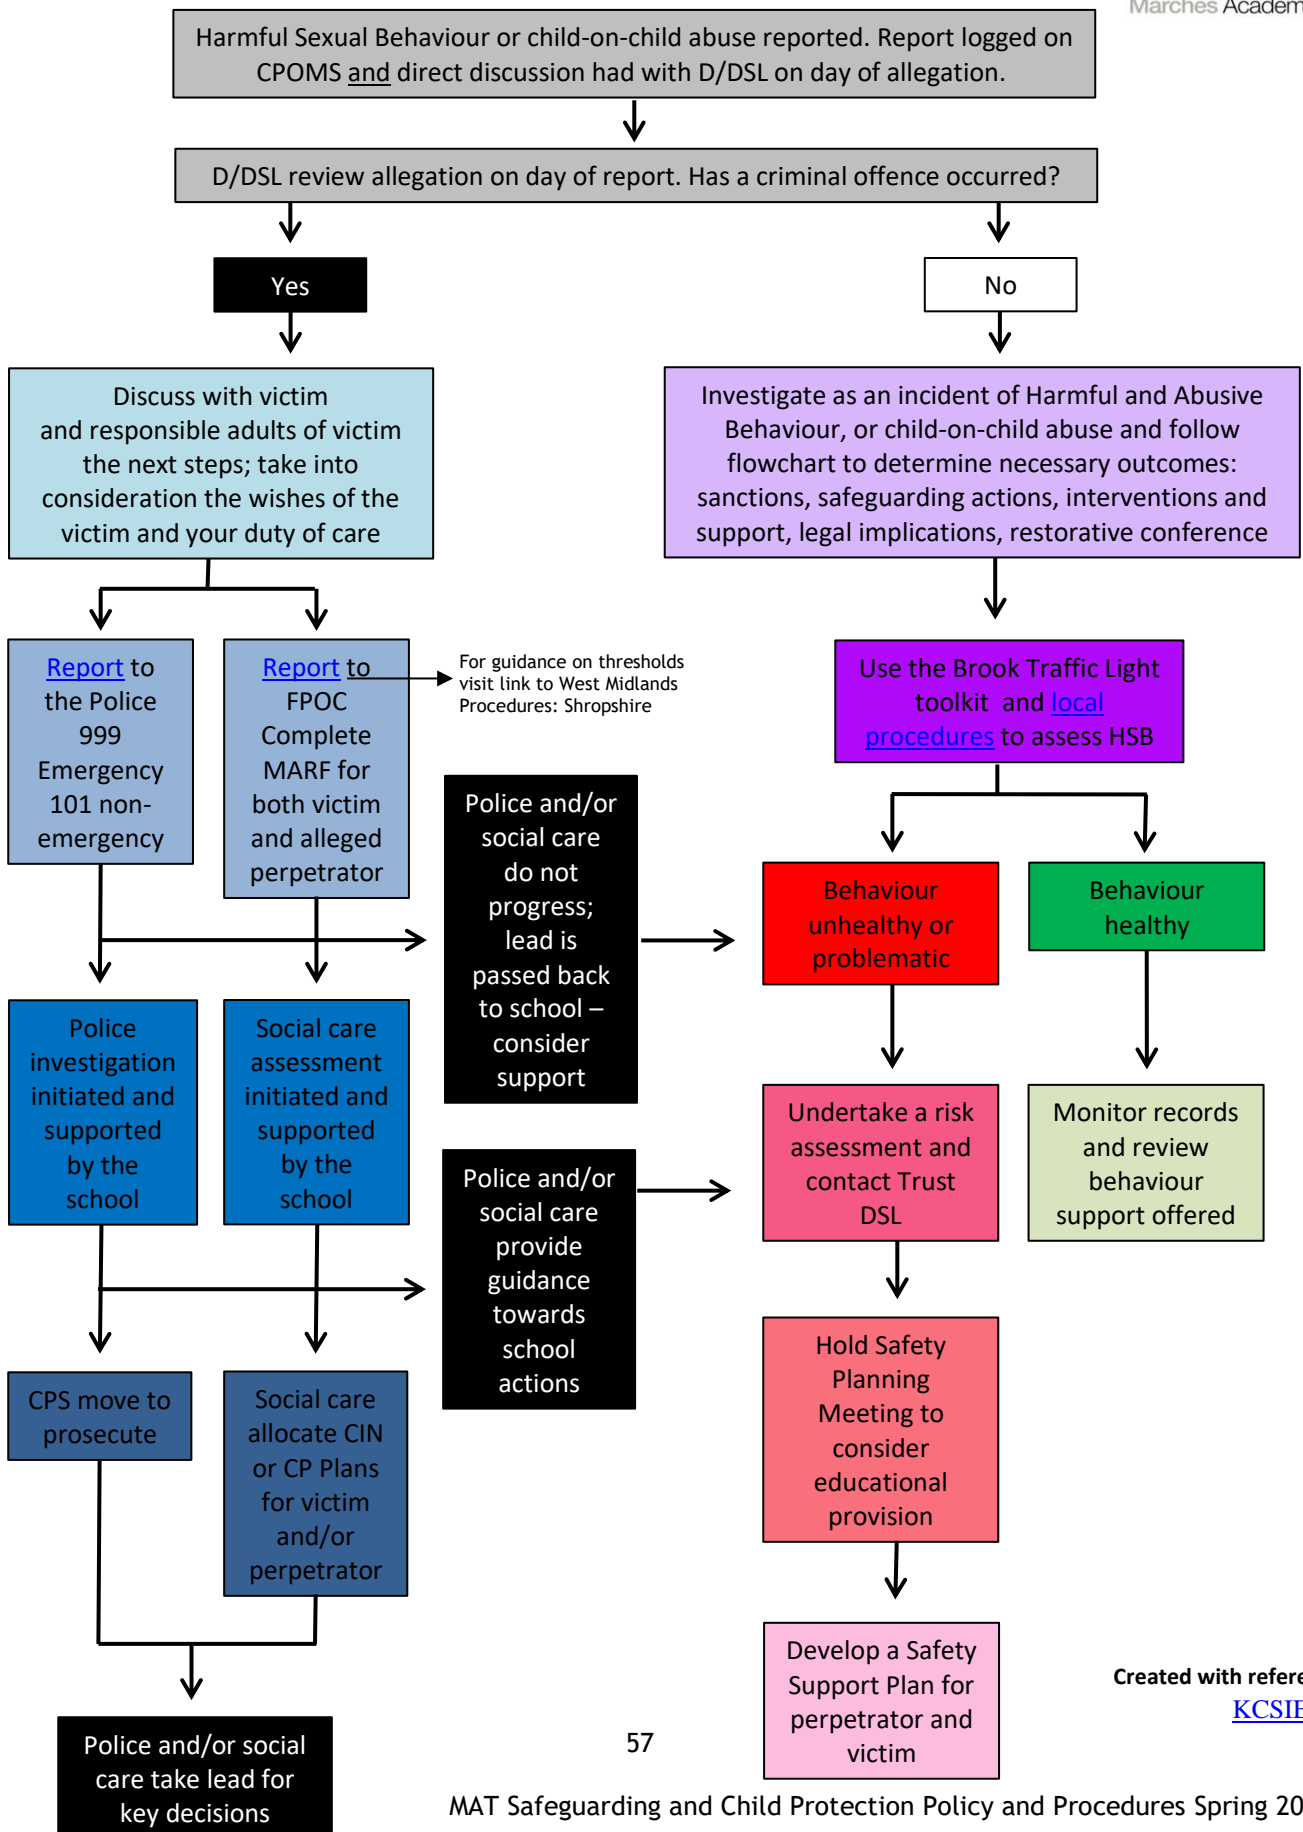 Marches Academ
Harmful Sexual Behaviour or child-on-child abuse reported. Report logged on
CPOMS and direct discussion had with D/DSL on day of allegation.
D/DSL review allegation on day of report. Has a criminal offence occurred?
Yes
No
Discuss with victim
and responsible adults of victim
the next steps; take into
consideration the wishes of the
victim and your duty of care
Investigate as an incident of Harmful and Abusive
Behaviour, or child-on-child abuse and follow
flowchart to determine necessary outcomes:
sanctions, safeguarding actions, interventions and
support, legal implications, restorative conference
Report to
the Police
999
Emergency
101 non-
emergency
Report to
FPOC
Complete
MARF for
both victim
and alleged
perpetrator
For guidance on thresholds
visit link to West Midlands
Procedures: Shropshire
Use the Brook Traffic Light
toolkit and local
procedures to assess HSB
Police and/or
social care
do not
progress;
lead is
passed back
to school –
consider
support
Behaviour
unhealthy or
problematic
Behaviour
healthy
Police
investigation
initiated and
supported
by the
school
Social care
assessment
initiated and
supported
by the
school
Undertake a risk
assessment and
contact Trust
DSL
Monitor records
and review
behaviour
support offered
Police and/or
social care
provide
guidance
towards
school
actions
Hold Safety
Planning
Meeting to
consider
educational
provision
CPS move to
prosecute
Social care
allocate CIN
or CP Plans
for victim
and/or
perpetrator
Develop a Safety
Support Plan for
perpetrator and
victim
Police and/or social
care take lead for
key decisions
Created with refere
KCSIE
57
MAT Safeguarding and Child Protection Policy and Procedures Spring 20